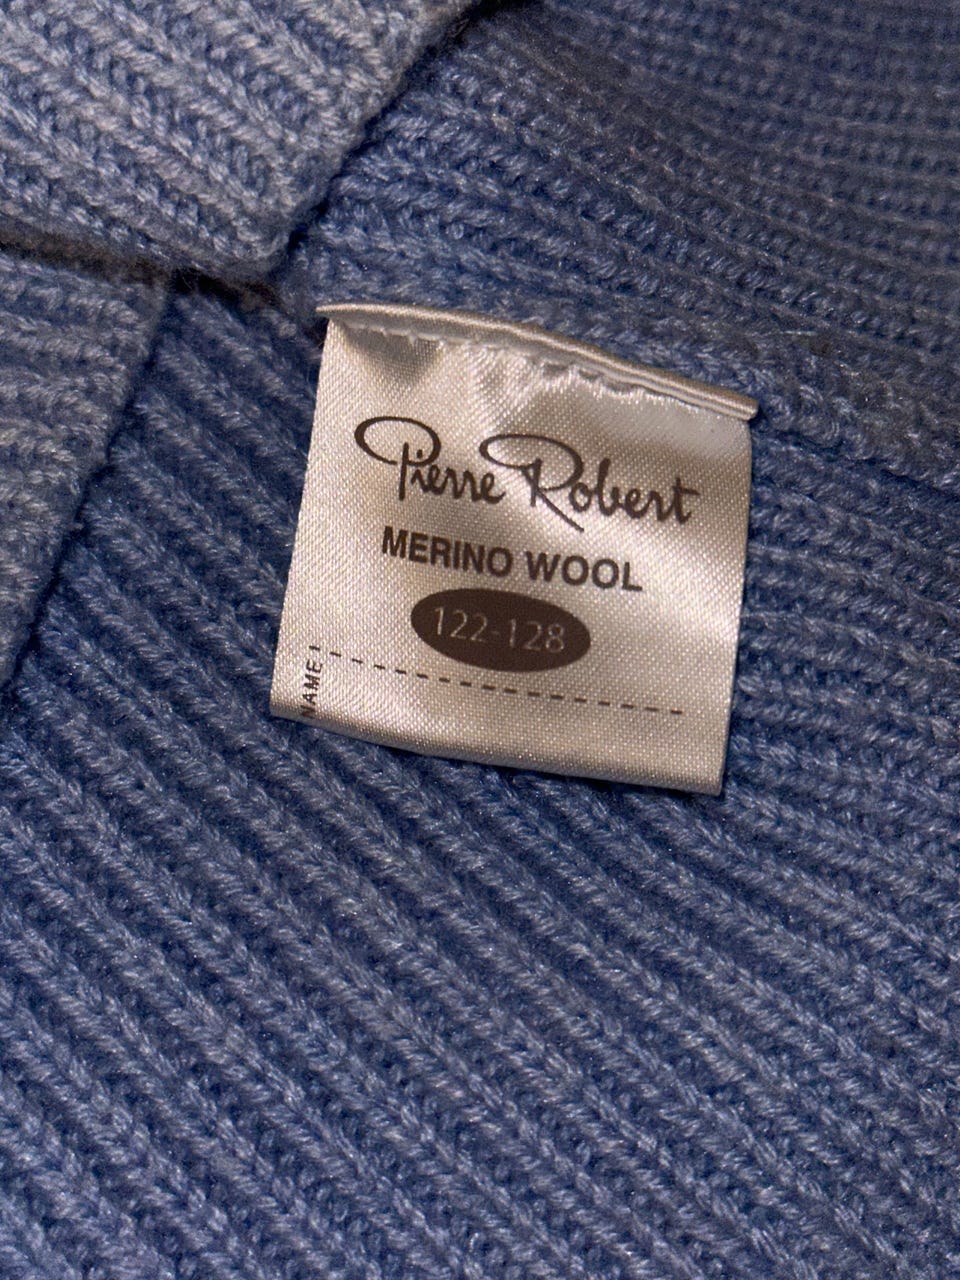 Pierre Robert
MERINO WOOL
122-128
NAME: